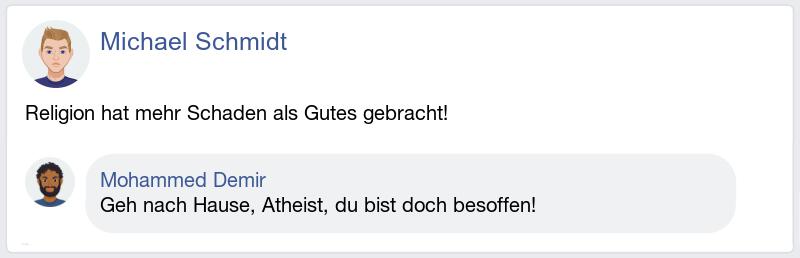 Michael Schmidt
Religion hat mehr Schaden als Gutes gebracht!
Mohammed Demir
Geh nach Hause, Atheist, du bist doch besoffen!